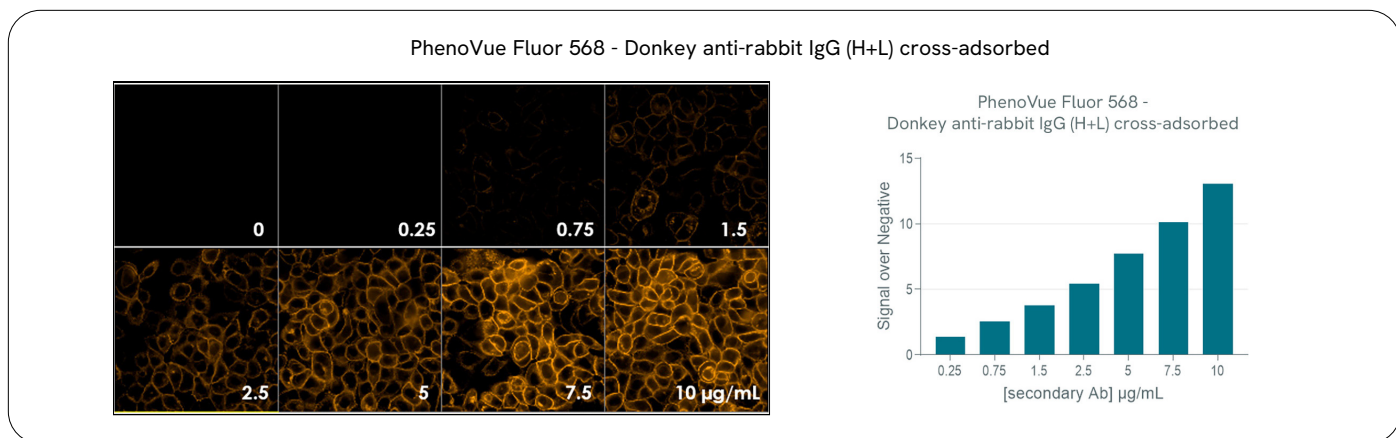 PhenoVue Fluor 568 - Donkey anti-rabbit IgG (H+L) cross-adsorbed
0
0.25
0.75
1.5
2.5
5
7.5
10 µg/mL
PhenoVue Fluor 568 -
Donkey anti-rabbit IgG (H+L) cross-adsorbed
Signal over Negative
15
10
5
0
0.25 0.75 1.5 2.5 5 7.5 10
[secondary Ab] µg/mL